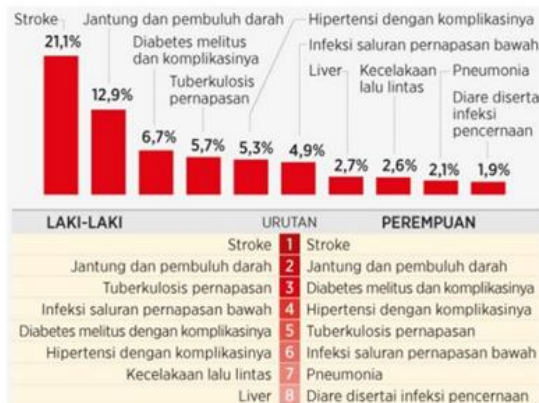 Stroke
Jantung dan pembuluh darah
Diabetes melitus
dan komplikasinya
Tuberkulosis
pernapasan
Hipertensi dengan komplikasinya
Infeksi saluran pernapasan bawah
Liver
Kecelakaan
lalu lintas
Pneumonia
Diare disertai
infeksi
pencernaan
21,1%
12,9%
6,7%
5,7%
5,3%
4,9%
2,7%
2,6%
2,1%
1,9%
LAKI-LAKI URUTAN PEREMPUAN
Stroke 1 Stroke
Jantung dan pembuluh darah 2 Jantung dan pembuluh darah
Tuberkulosis pernapasan 3 Diabetes melitus dan komplikasinya
Infeksi saluran pernapasan bawah 4 Hipertensi dengan komplikasinya
Diabetes melitus dengan komplikasinya 5 Tuberkulosis pernapasan
Hipertensi dengan komplikasinya 6 Infeksi saluran pernapasan bawah
Kecelakaan lalu lintas 7 Pneumonia
Liver 8 Diare disertai infeksi pencernaan